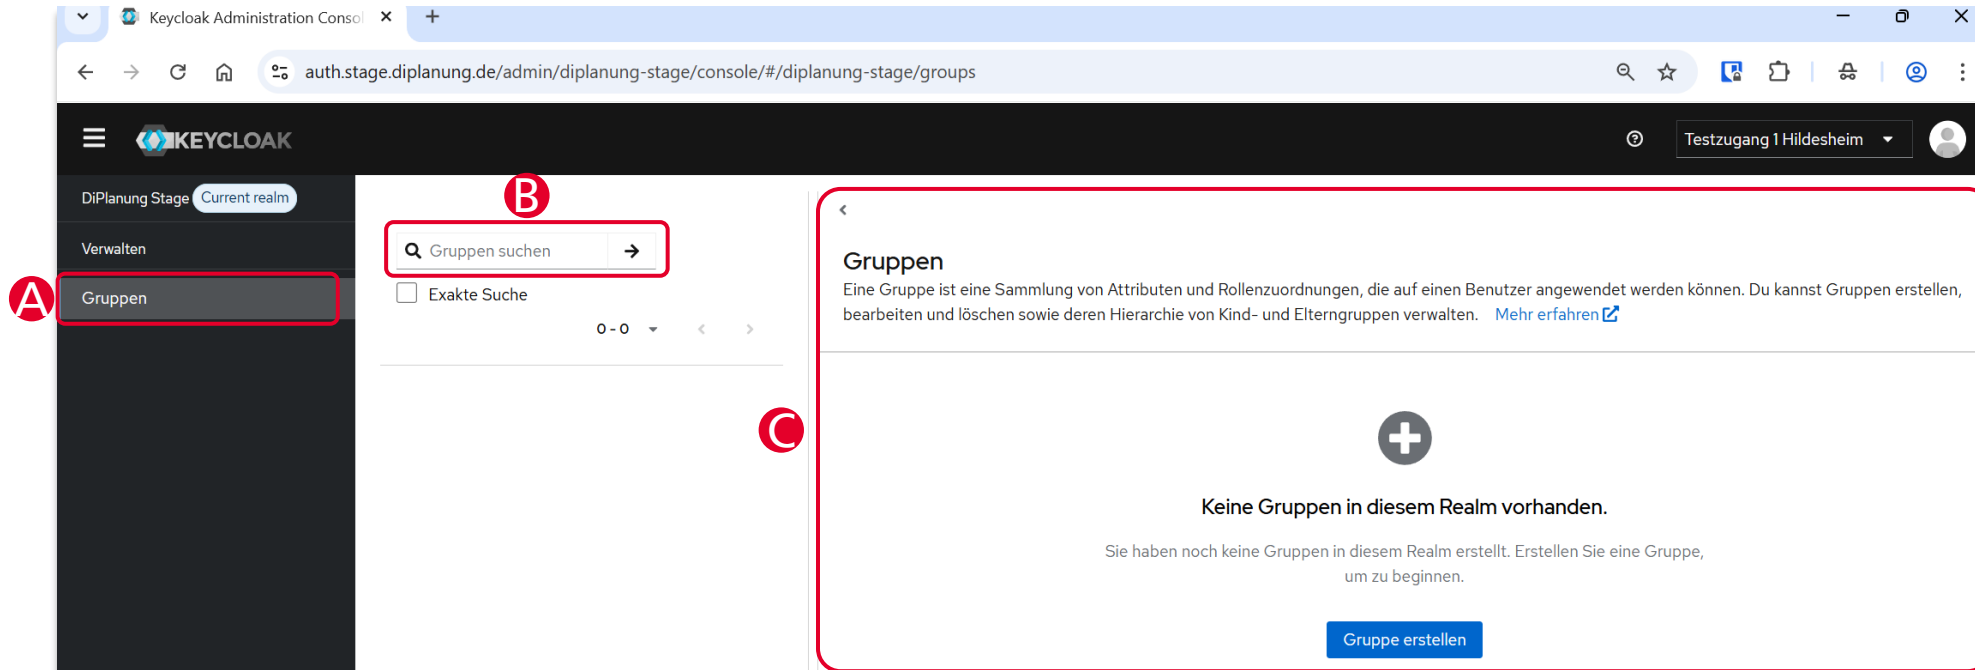 Keycloak Administration Consol
auth.stage.diplanung.de/admin/diplanung-stage/console/#/diplanung-stage/groups
KEYCLOAK
Testzugang 1 Hildesheim
DiPlanung Stage Current realm
Verwalten
A
Gruppen
B
Gruppen suchen
Exakte Suche
0 - 0
C
Gruppen
Eine Gruppe ist eine Sammlung von Attributen und Rollenzuordnungen, die auf einen Benutzer angewendet werden können. Du kannst Gruppen erstellen,
bearbeiten und löschen sowie deren Hierarchie von Kind- und Elterngruppen verwalten. Mehr erfahren
Keine Gruppen in diesem Realm vorhanden.
Sie haben noch keine Gruppen in diesem Realm erstellt. Erstellen Sie eine Gruppe,
um zu beginnen.
Gruppe erstellen